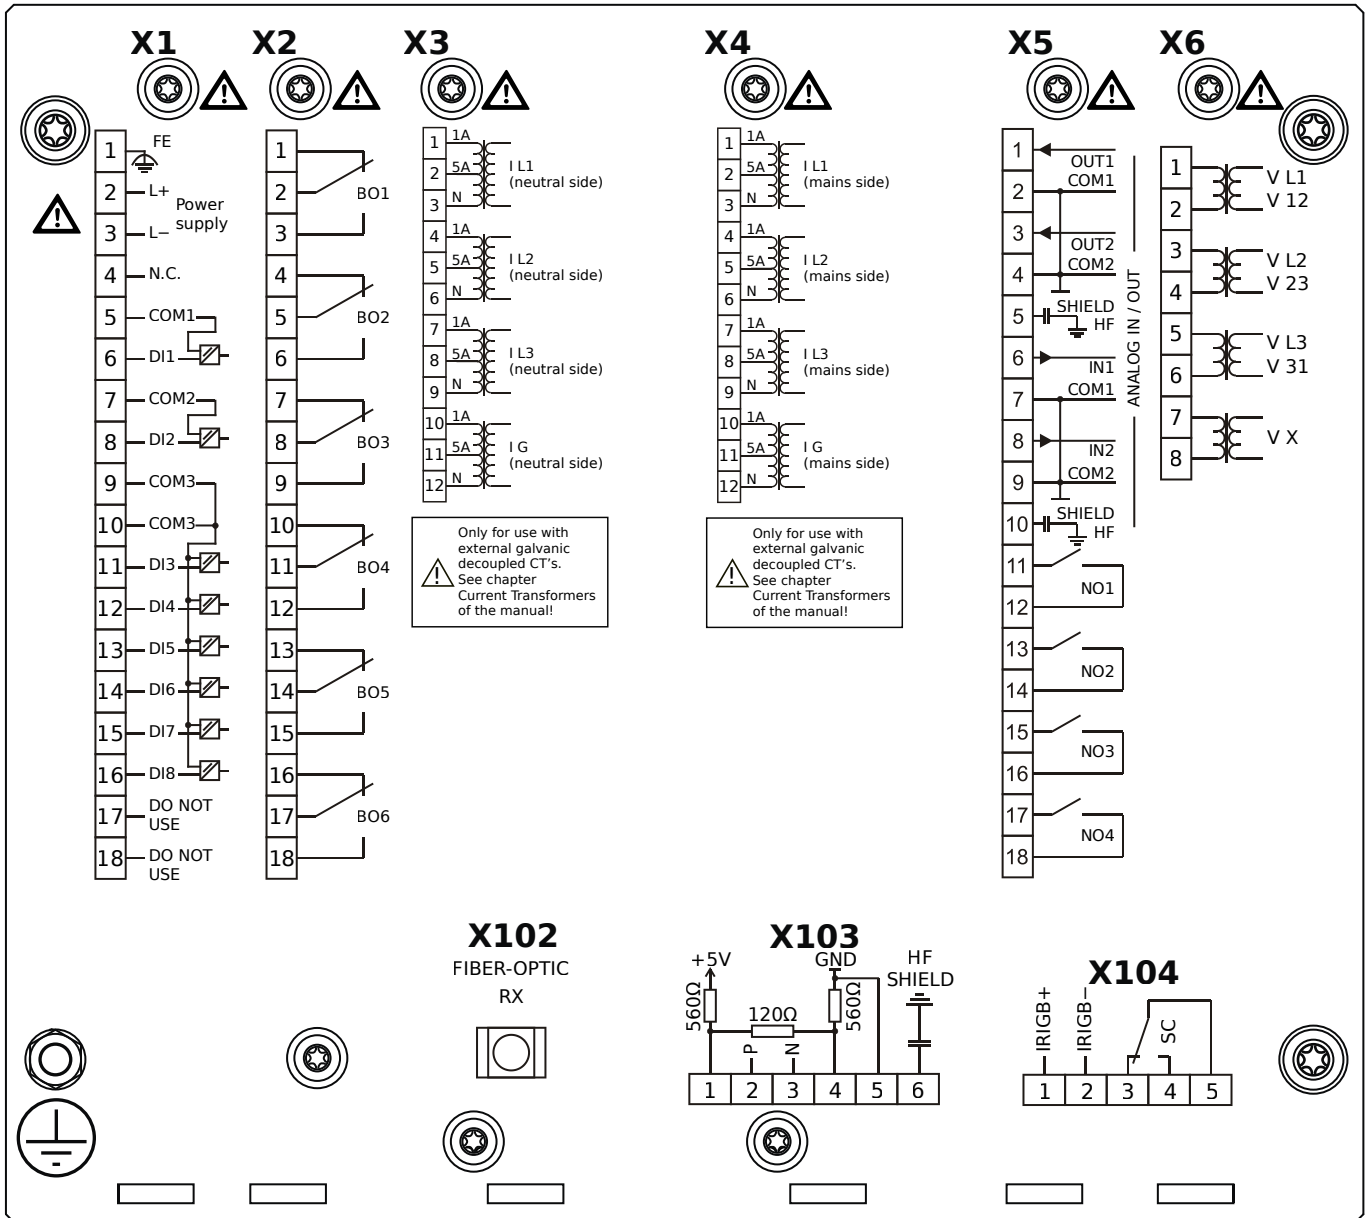 X1
X2
X3
X4
X5
X6
1 FE
2 L+
Power
supply
3 L−
4 N.C.
5 COM1
6 DI1
7 COM2
8 DI2
9 COM3
10 COM3
11 DI3
12 DI4
13 DI5
14 DI6
15 DI7
16 DI8
17 DO NOT
USE
18 DO NOT
USE
1
2 BO1
3
4
5 BO2
6
7
8 BO3
9
10
11 BO4
12
13
14 BO5
15
16
17 BO6
18
1 1A
2 5A I L1
(neutral side)
3 N
4 1A
5 5A I L2
(neutral side)
6 N
7 1A
8 5A I L3
(neutral side)
9 N
10 1A
11 5A I G
(neutral side)
12 N
Only for use with
external galvanic
decoupled CT's.
See chapter
Current Transformers
of the manual!
1 1A
2 5A I L1
(mains side)
3 N
4 1A
5 5A I L2
(mains side)
6 N
7 1A
8 5A I L3
(mains side)
9 N
10 1A
11 5A I G
(mains side)
12 N
Only for use with
external galvanic
decoupled CT's.
See chapter
Current Transformers
of the manual!
1 OUT1
2 COM1
3 OUT2
4 COM2
5 SHIELD
HF
6 IN1
7 COM1
8 IN2
9 COM2
10 SHIELD
HF
ANALOG IN / OUT
11
NO1
12
13
NO2
14
15
NO3
16
17
NO4
18
1 V L1
2 V 12
3 V L2
4 V 23
5 V L3
6 V 31
7 V X
8
X102
FIBER-OPTIC
RX
X103
+5V GND HF
SHIELD
560Ω 120Ω 560Ω
P N
1 2 3 4 5 6
X104
IRIGB+ IRIGB− SC
1 2 3 4 5